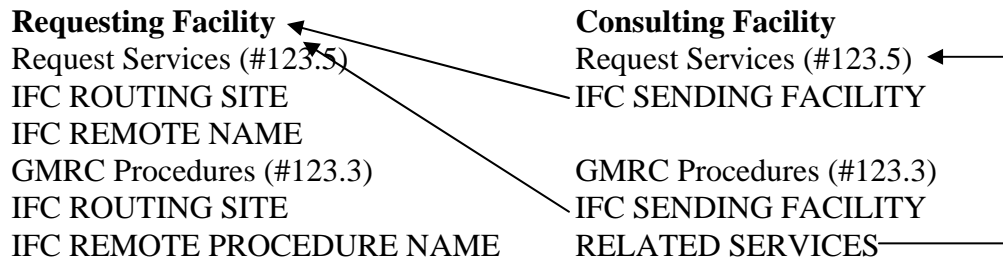 Requesting Facility
Request Services (#123.5)
IFC ROUTING SITE
IFC REMOTE NAME
GMRC Procedures (#123.3)
IFC ROUTING SITE
IFC REMOTE PROCEDURE NAME
Consulting Facility
Request Services (#123.5)
IFC SENDING FACILITY
GMRC Procedures (#123.3)
IFC SENDING FACILITY
RELATED SERVICES